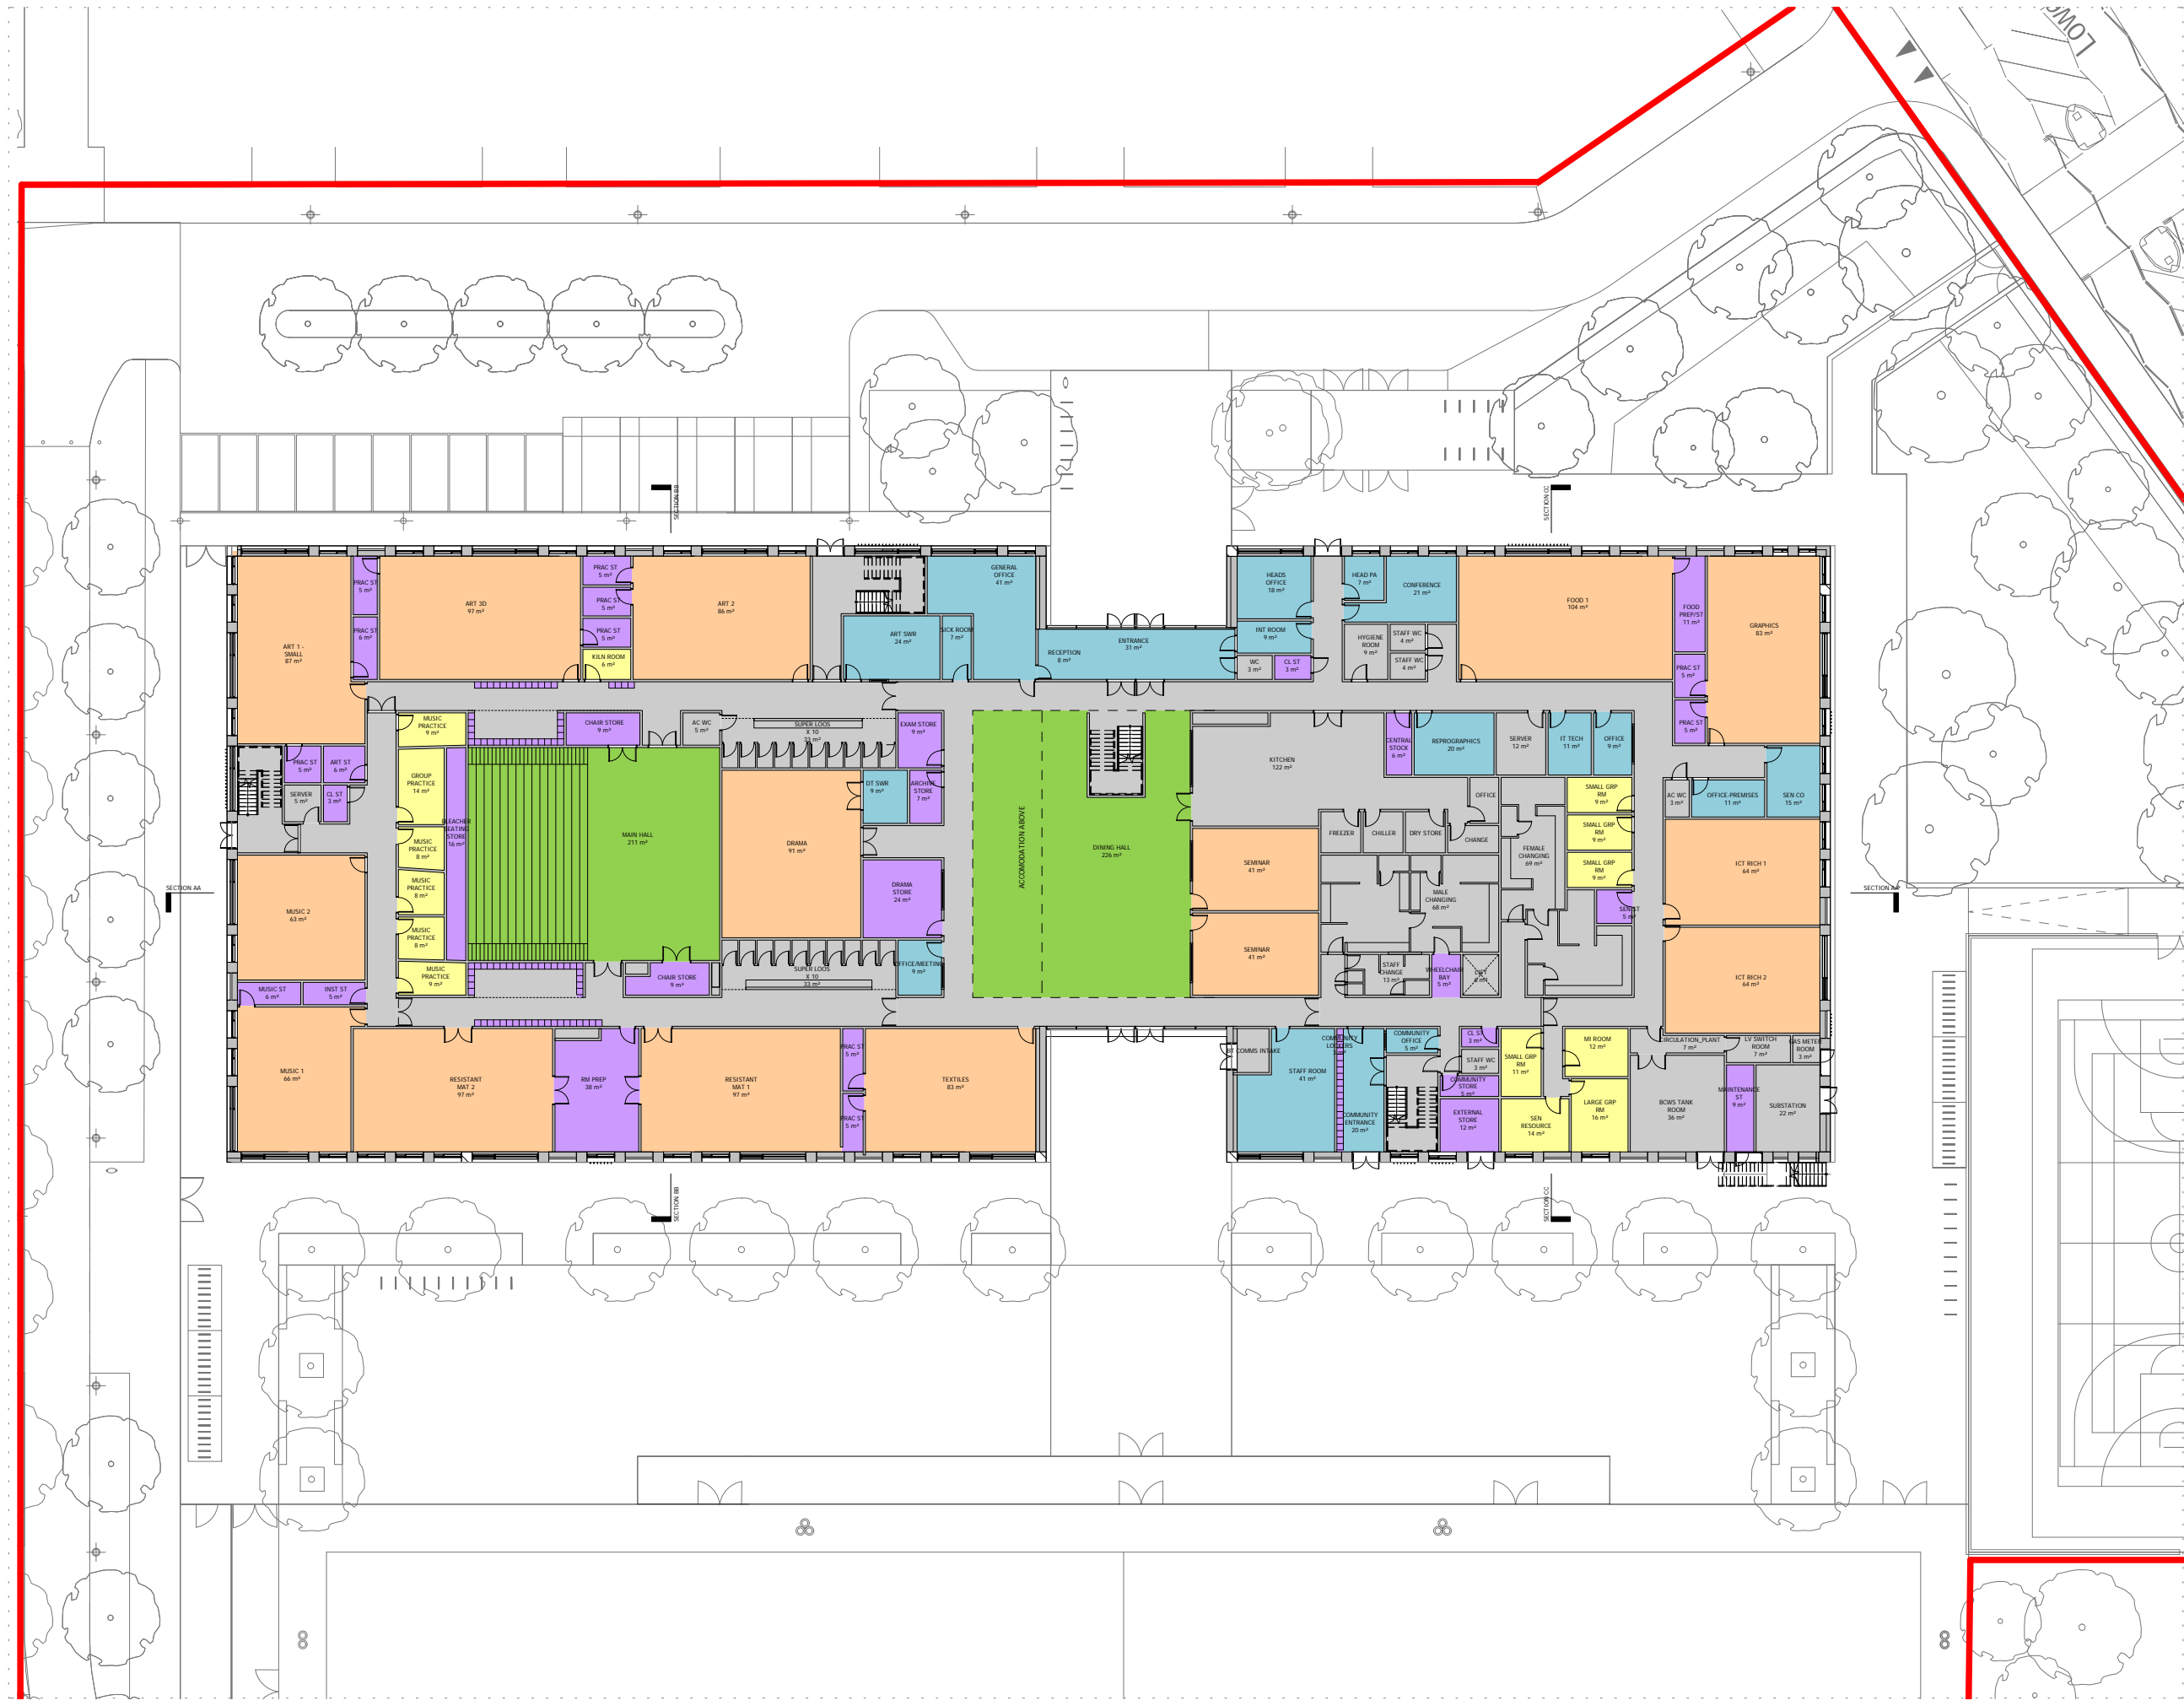 LOWG
SECTION BB
SECTION CC
PRAC ST
5 m²
PRAC ST
6 m²
ART 1 -
SMALL
87 m²
ART 3D
97 m²
PRAC ST
5 m²
PRAC ST
5 m²
PRAC ST
5 m²
KILN ROOM
6 m²
ART 2
86 m²
GENERAL
OFFICE
41 m²
ART SWR
24 m²
SICK ROOM
7 m²
RECEPTION
8 m²
ENTRANCE
31 m²
HEADS
OFFICE
18 m²
INT ROOM
9 m²
WC
3 m²
CL ST
3 m²
HEAD PA
7 m²
CONFERENCE
21 m²
HYGIENE
ROOM
9 m²
STAFF WC
4 m²
STAFF WC
4 m²
FOOD 1
104 m²
FOOD
PREP/ST
11 m²
PRAC ST
5 m²
PRAC ST
5 m²
GRAPHICS
83 m²
MUSIC
PRACTICE
9 m²
CHAIR STORE
9 m²
AC WC
5 m²
SUPER LOOS
X 10
33 m²
EXAM STORE
9 m²
PRAC ST
5 m²
ART ST
6 m²
SERVER
5 m²
CL ST
3 m²
GROUP
PRACTICE
14 m²
BLEACHER
SEATING
STORE
16 m²
MAIN HALL
211 m²
DRAMA
91 m²
DT SWR
9 m²
ARCHIVE
STORE
7 m²
ACCOMODATION ABOVE
DINING HALL
226 m²
KITCHEN
122 m²
CENTRAL
STOCK
6 m²
REPROGRAPHICS
20 m²
SERVER
12 m²
IT TECH
11 m²
OFFICE
9 m²
OFFICE
FREEZER
CHILLER
DRY STORE
CHANGE
SMALL GRP
RM
9 m²
SMALL GRP
RM
9 m²
SMALL GRP
RM
9 m²
AC WC
3 m²
OFFICE-PREMISES
11 m²
SEN CO
15 m²
FEMALE
CHANGING
69 m²
MUSIC
PRACTICE
8 m²
MUSIC
PRACTICE
8 m²
MUSIC
PRACTICE
8 m²
MUSIC
PRACTICE
9 m²
SEMINAR
41 m²
SEMINAR
41 m²
MALE
CHANGING
68 m²
ICT RICH 1
64 m²
SECTION AA
SECTION AA
MUSIC 2
63 m²
DRAMA
STORE
24 m²
SEN ST
5 m²
ICT RICH 2
64 m²
MUSIC ST
6 m²
INST ST
5 m²
CHAIR STORE
9 m²
SUPER LOOS
X 10
33 m²
OFFICE/MEETING
9 m²
STAFF
CHANGE
13 m²
WHEELCHAIR
BAY
5 m²
LIFT
MUSIC 1
66 m²
RESISTANT
MAT 2
97 m²
RM PREP
38 m²
RESISTANT
MAT 1
97 m²
PRAC ST
5 m²
PRAC ST
5 m²
TEXTILES
83 m²
BT COMMS INTAKE
STAFF ROOM
41 m²
COMMUNITY
LOCKERS
COMMUNITY
ENTRANCE
20 m²
COMMUNITY
OFFICE
5 m²
CL ST
3 m²
STAFF WC
3 m²
COMMUNITY
STORE
5 m²
EXTERNAL
STORE
12 m²
SMALL GRP
RM
11 m²
SEN
RESOURCE
14 m²
MI ROOM
12 m²
LARGE GRP
RM
16 m²
CIRCULATION_PLANT
7 m²
LV SWITCH
ROOM
7 m²
GAS METER
ROOM
3 m²
BCWS TANK
ROOM
36 m²
MAINTENANCE
ST
9 m²
SUBSTATION
22 m²
SECTION BB
SECTION CC